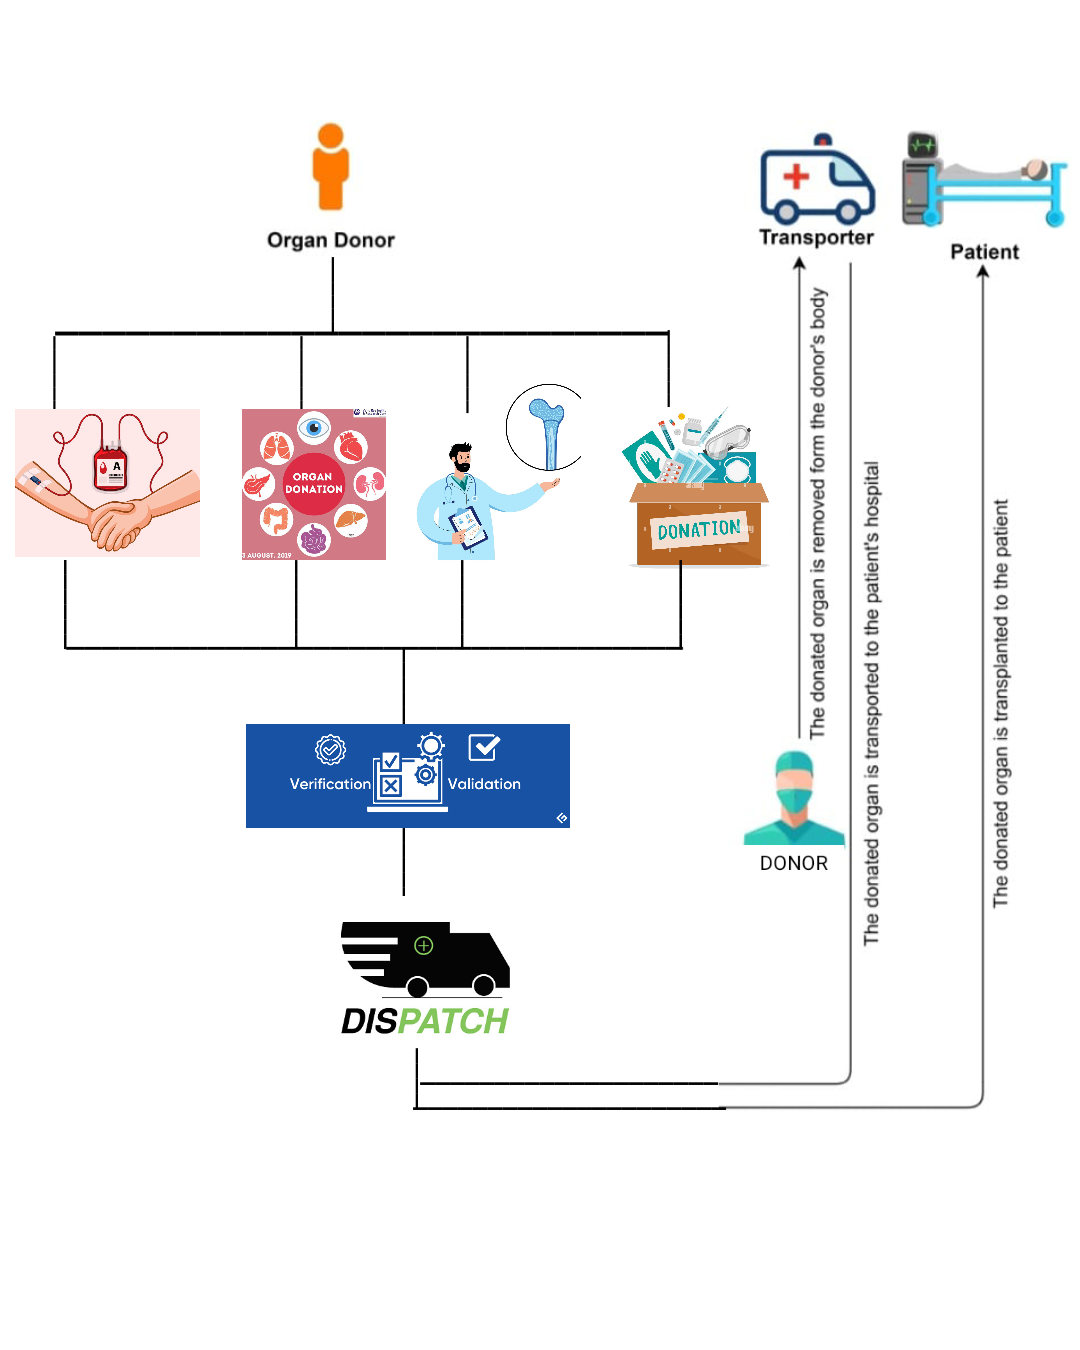 Organ Donor
Transporter
Patient
A
ORGAN
DONATION
3 AUGUST, 2019
DONATION
The donated organ is removed form the donor's body
The donated organ is transported to the patient's hospital
The donated organ is transplanted to the patient
Verification
Validation
DONOR
DISPATCH